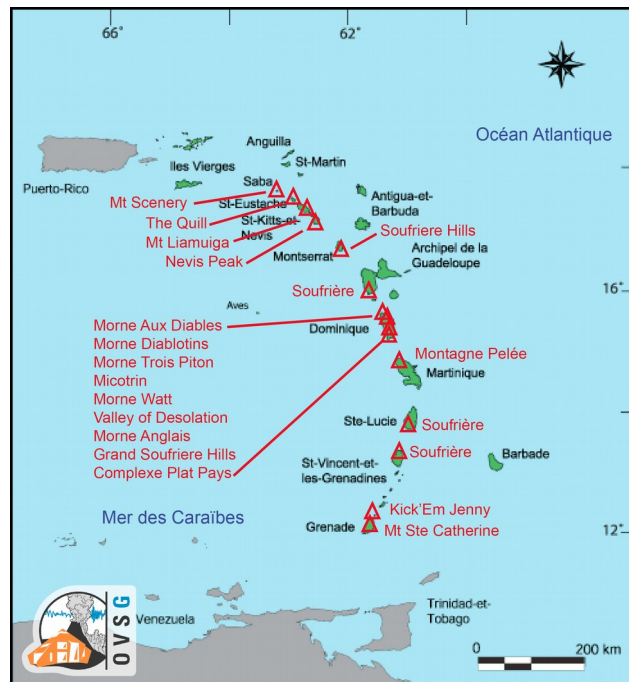 66
62
Océan Atlantique
Anguilla
St-Martin
Iles Vierges
Puerto-Rico
Saba
Mt Scenery
St-Eustache
Antigua-et-
Barbuda
The Quill
St-Kitts-et-
Nevis
Mt Liamuiga
Soufriere Hills
Nevis Peak
Montserrat
Archipel de la
Guadeloupe
Soufrière
16°
Aves
Morne Aux Diables
Dominique
Morne Diablotins
Morne Trois Piton
Montagne Pelée
Micotrin
Martinique
Morne Watt
Valley of Desolation
Ste-Lucie
Soufrière
Morne Anglais
Grand Soufriere Hills
Soufrière
Barbade
Complexe Plat Pays
St-Vincent-et-
les-Grenadines
Kick'Em Jenny
Mer des Caraïbes
Grenade
Mt Ste Catherine
12°
OVSG
Venezuela
Trinidad-et-
Tobago
0
200 km